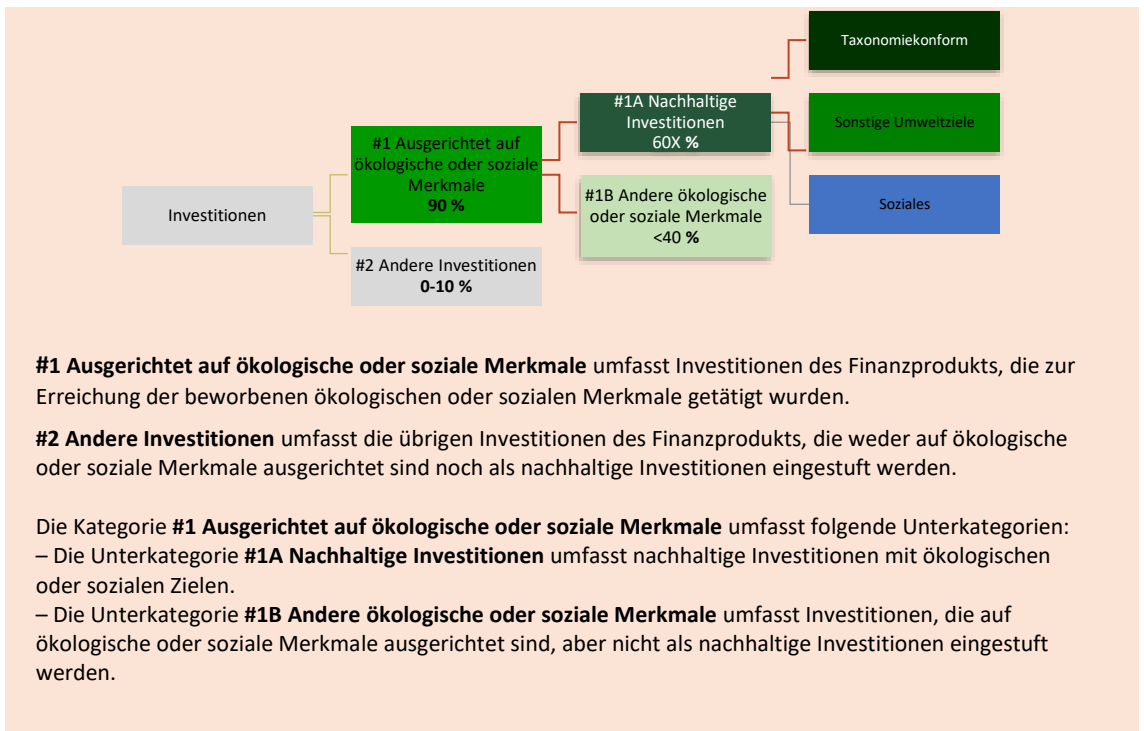 Taxonomiekonform
#1A Nachhaltige
Investitionen
60X %
Sonstige Umweltziele
#1 Ausgerichtet auf
ökologische oder soziale
Merkmale
90 %
#1B Andere ökologische
oder soziale Merkmale
<40 %
Soziales
Investitionen
#2 Andere Investitionen
0-10 %
#1 Ausgerichtet auf ökologische oder soziale Merkmale umfasst Investitionen des Finanzprodukts, die zur
Erreichung der beworbenen ökologischen oder sozialen Merkmale getätigt wurden.
#2 Andere Investitionen umfasst die übrigen Investitionen des Finanzprodukts, die weder auf ökologische
oder soziale Merkmale ausgerichtet sind noch als nachhaltige Investitionen eingestuft werden.
Die Kategorie #1 Ausgerichtet auf ökologische oder soziale Merkmale umfasst folgende Unterkategorien:
– Die Unterkategorie #1A Nachhaltige Investitionen umfasst nachhaltige Investitionen mit ökologischen
oder sozialen Zielen.
– Die Unterkategorie #1B Andere ökologische oder soziale Merkmale umfasst Investitionen, die auf
ökologische oder soziale Merkmale ausgerichtet sind, aber nicht als nachhaltige Investitionen eingestuft
werden.